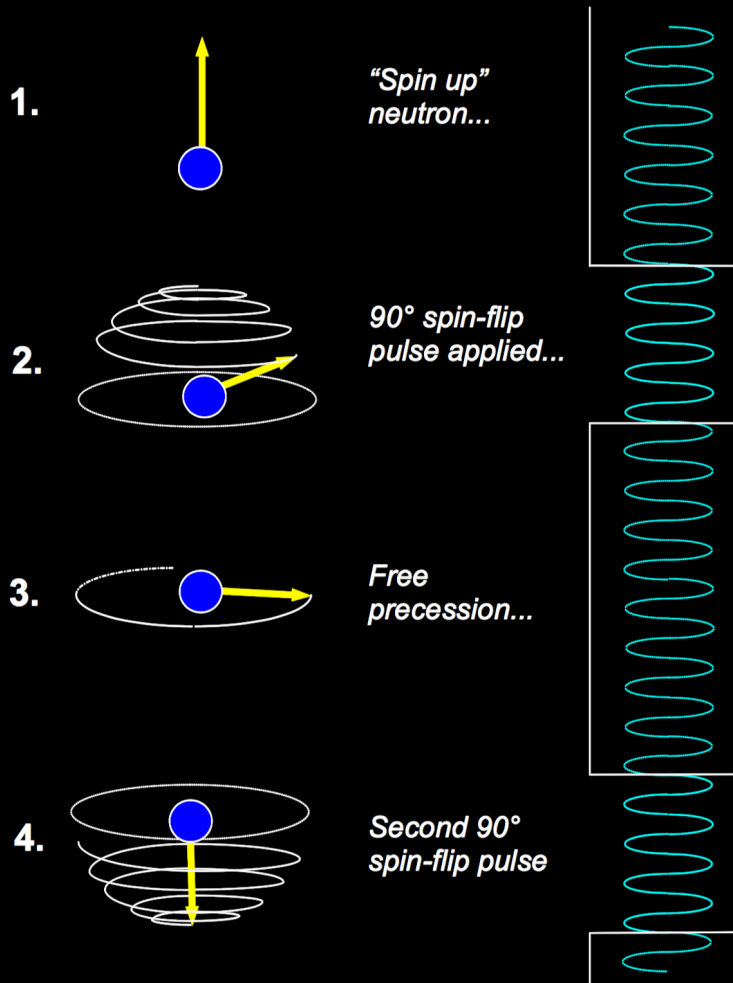 1.
“Spin up”
neutron...
2.
90° spin-flip
pulse applied...
3.
Free
precession...
4.
Second 90°
spin-flip pulse